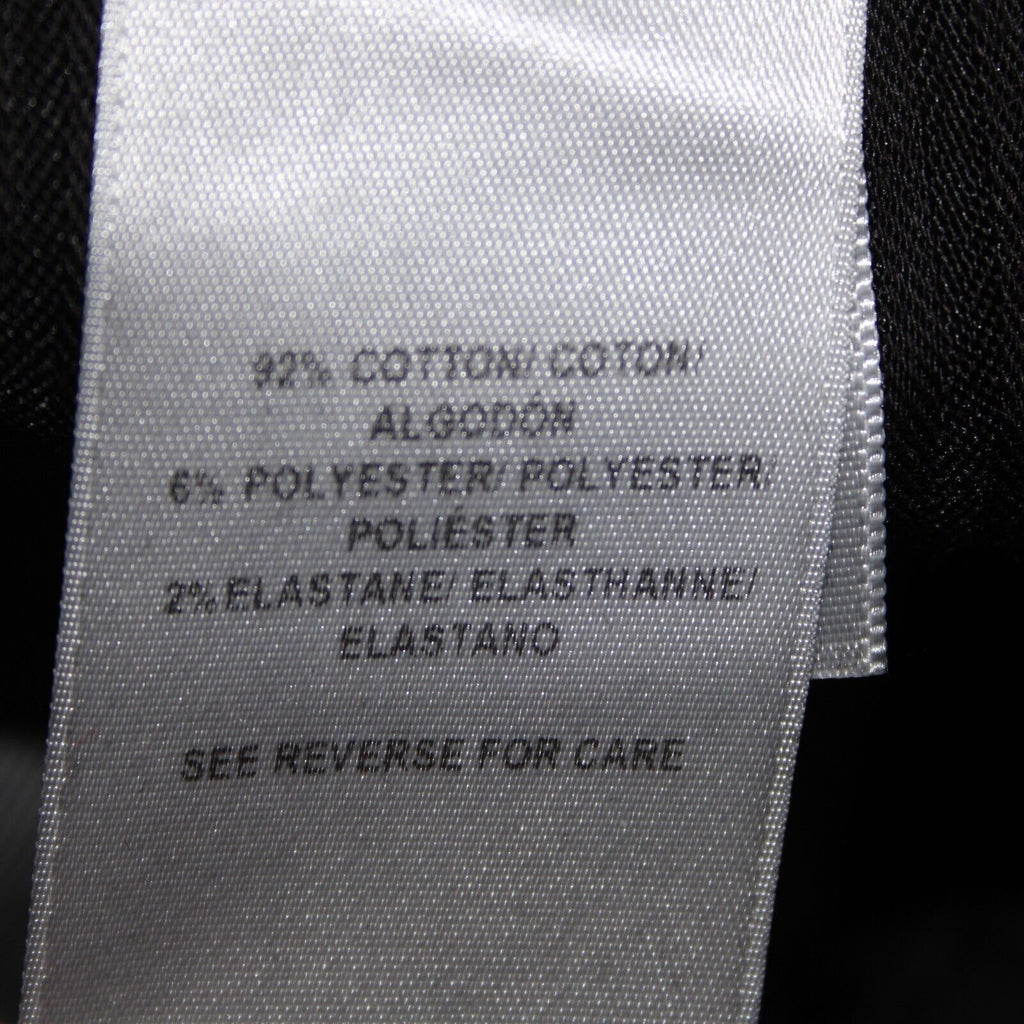 92% COTTON/ COTON/
ALGODÓN
6% POLYESTER/ POLYESTER/
POLIÉSTER
2% ELASTANE/ ELASTHANNE/
ELASTANO
SEE REVERSE FOR CARE